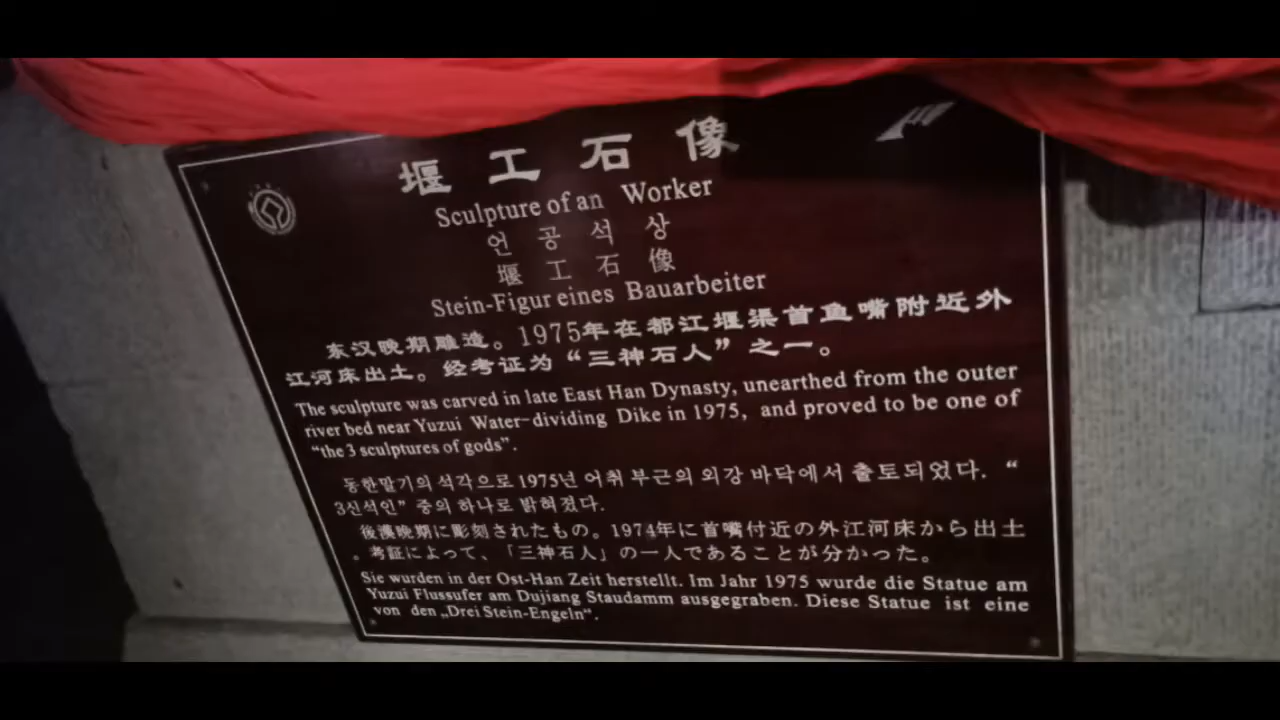 堰工石像
Sculpture of an Worker
언공석상
堰工石像
Stein-Figur eines Bauarbeiter
东汉晚期雕造。1975年在都江堰渠首鱼嘴附近外
江河床出土。经考证为“三神石人”之一。
The sculpture was carved in late East Han Dynasty, unearthed from the outer
river bed near Yuzui Water-dividing Dike in 1975, and proved to be one of
“the 3 sculptures of gods”.
동한말기의 석각으로 1975년 어취 부근의 외강 바닥에서 출토되었다. “
3신석인” 중의 하나로 밝혀졌다.
後漢晩期に彫刻されたもの。1974年に首嘴付近の外江河床から出土
。考証によって、「三神石人」の一人であることが分かった。
Sie wurden in der Ost-Han Zeit herstellt. Im Jahr 1975 wurde die Statue am
Yuzui Flussufer am Dujiang Staudamm ausgegraben. Diese Statue ist eine
von den „Drei Stein-Engeln“.